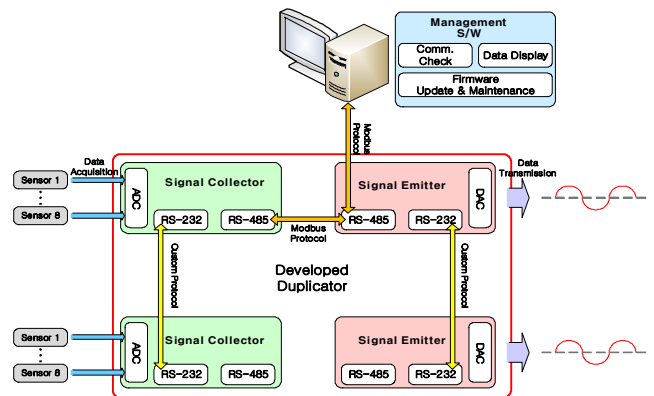 Management
S/W
Comm.
Check
Data Display
Firmware
Update & Maintenance
Modbus
Protocol
Data
Acquisition
Data
Transmission
Sensor 1
Sensor 8
ADC
Signal Collector
RS-232
RS-485
Modbus
Protocol
Signal Emitter
RS-485
RS-232
DAC
Custom Protocol
Developed
Duplicator
Custom Protocol
Sensor 1
Sensor 8
ADC
Signal Collector
RS-232
RS-485
Signal Emitter
RS-485
RS-232
DAC